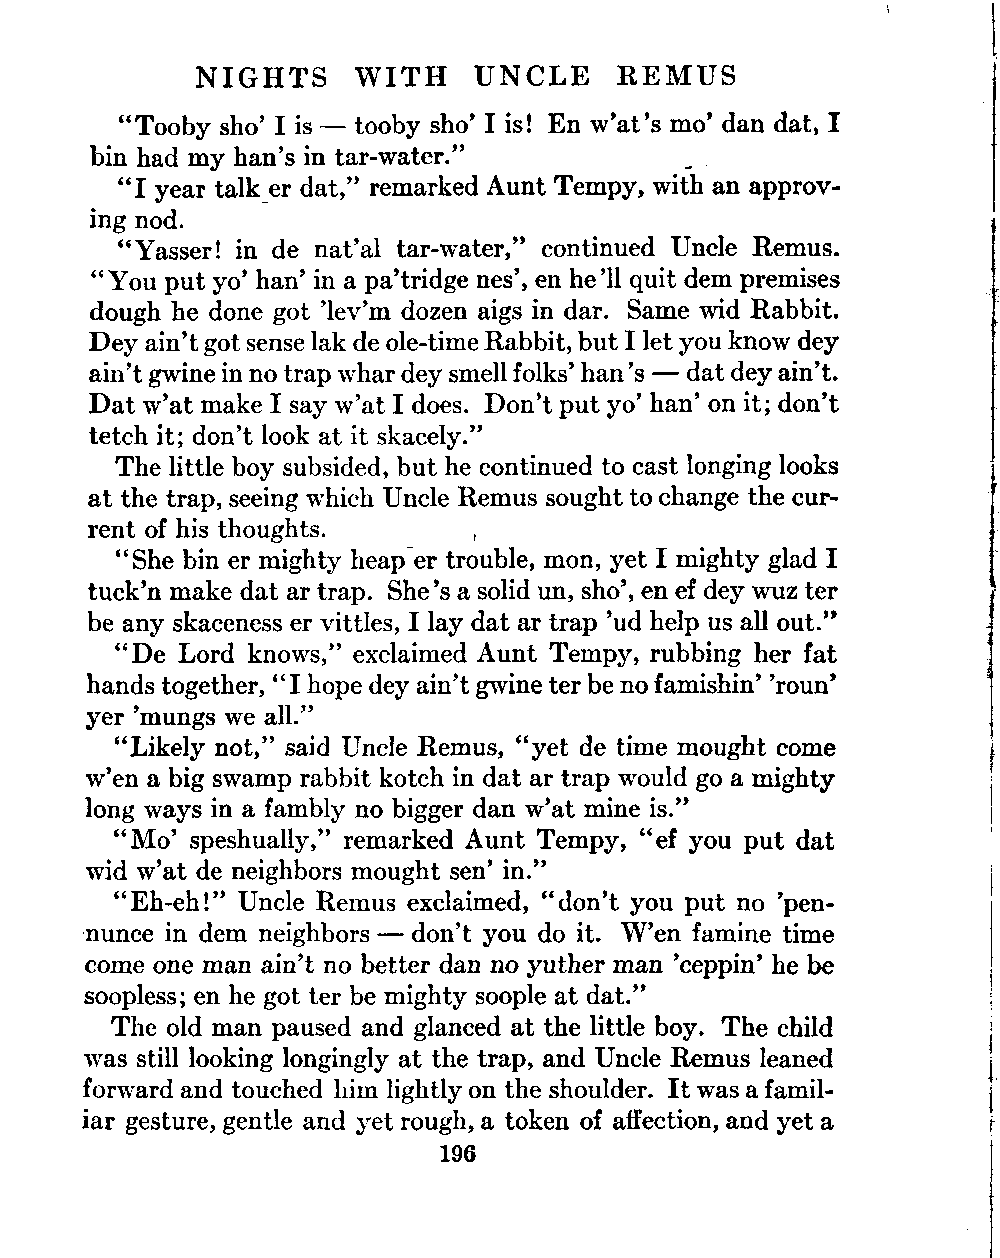 NIGHTS WITH UNCLE REMUS
“Tooby sho’ I is — tooby sho’ I is! En w’at’s mo’ dan dat, I
bin had my han’s in tar-water.”
“I year talk er dat,” remarked Aunt Tempy, with an approv-
ing nod.
“Yasser! in de nat’al tar-water,” continued Uncle Remus.
“You put yo’ han’ in a pa’tridge nes’, en he’ll quit dem premises
dough he done got ’lev’m dozen aigs in dar. Same wid Rabbit.
Dey ain’t got sense lak de ole-time Rabbit, but I let you know dey
ain’t gwine in no trap whar dey smell folks’ han’s — dat dey ain’t.
Dat w’at make I say w’at I does. Don’t put yo’ han’ on it; don’t
tetch it; don’t look at it skacely.”
The little boy subsided, but he continued to cast longing looks
at the trap, seeing which Uncle Remus sought to change the cur-
rent of his thoughts.
“She bin er mighty heap er trouble, mon, yet I mighty glad I
tuck’n make dat ar trap. She’s a solid un, sho’, en ef dey wuz ter
be any skaceness er vittles, I lay dat ar trap ’ud help us all out.”
“De Lord knows,” exclaimed Aunt Tempy, rubbing her fat
hands together, “I hope dey ain’t gwine ter be no famishin’ ’roun’
yer ’mungs we all.”
“Likely not,” said Uncle Remus, “yet de time mought come
w’en a big swamp rabbit kotch in dat ar trap would go a mighty
long ways in a fambly no bigger dan w’at mine is.”
“Mo’ speshually,” remarked Aunt Tempy, “ef you put dat
wid w’at de neighbors mought sen’ in.”
“Eh-eh!” Uncle Remus exclaimed, “don’t you put no ’pen-
nunce in dem neighbors — don’t you do it. W’en famine time
come one man ain’t no better dan no yuther man ’ceppin’ he be
soopless; en he got ter be mighty soople at dat.”
The old man paused and glanced at the little boy. The child
was still looking longingly at the trap, and Uncle Remus leaned
forward and touched him lightly on the shoulder. It was a famil-
iar gesture, gentle and yet rough, a token of affection, and yet a
196